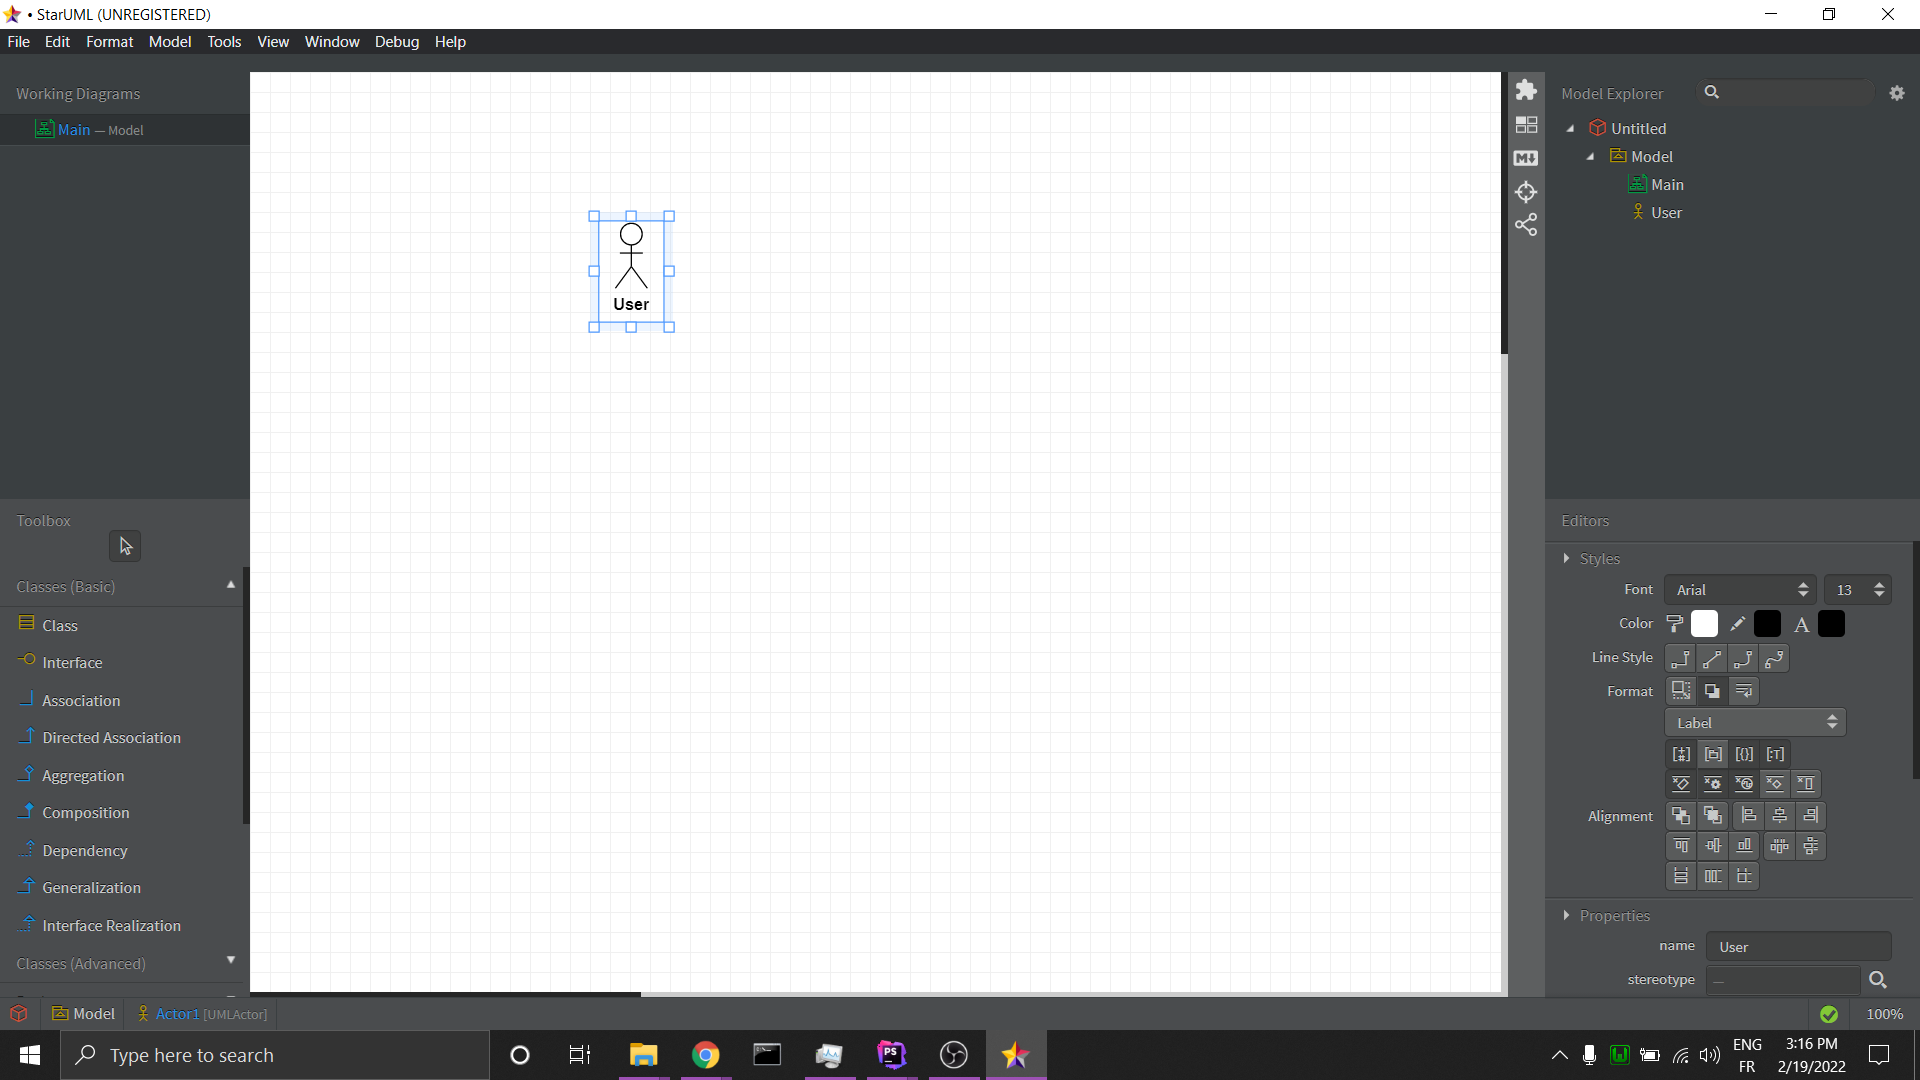 • StarUML (UNREGISTERED)
File Edit Format Model Tools View Window Debug Help
Working Diagrams
Main — Model
User
Model Explorer
Untitled
Model
Main
User
Toolbox
Classes (Basic)
Class
Interface
Association
Directed Association
Aggregation
Composition
Dependency
Generalization
Interface Realization
Classes (Advanced)
Editors
Styles
Font Arial 13
Color A
Line Style
Format
Label
Alignment
Properties
name User
stereotype —
Model Actor1 [UMLActor]
100%
Type here to search
PS
ENG
FR
3:16 PM
2/19/2022